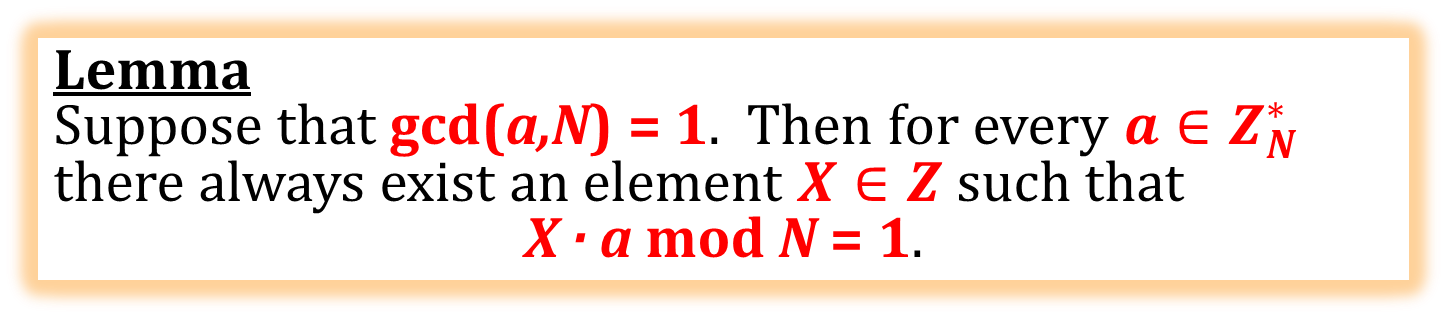 Lemma
Suppose that gcd(a,N) = 1. Then for every a ∈ Z*_N
there always exist an element X ∈ Z such that
X · a mod N = 1.